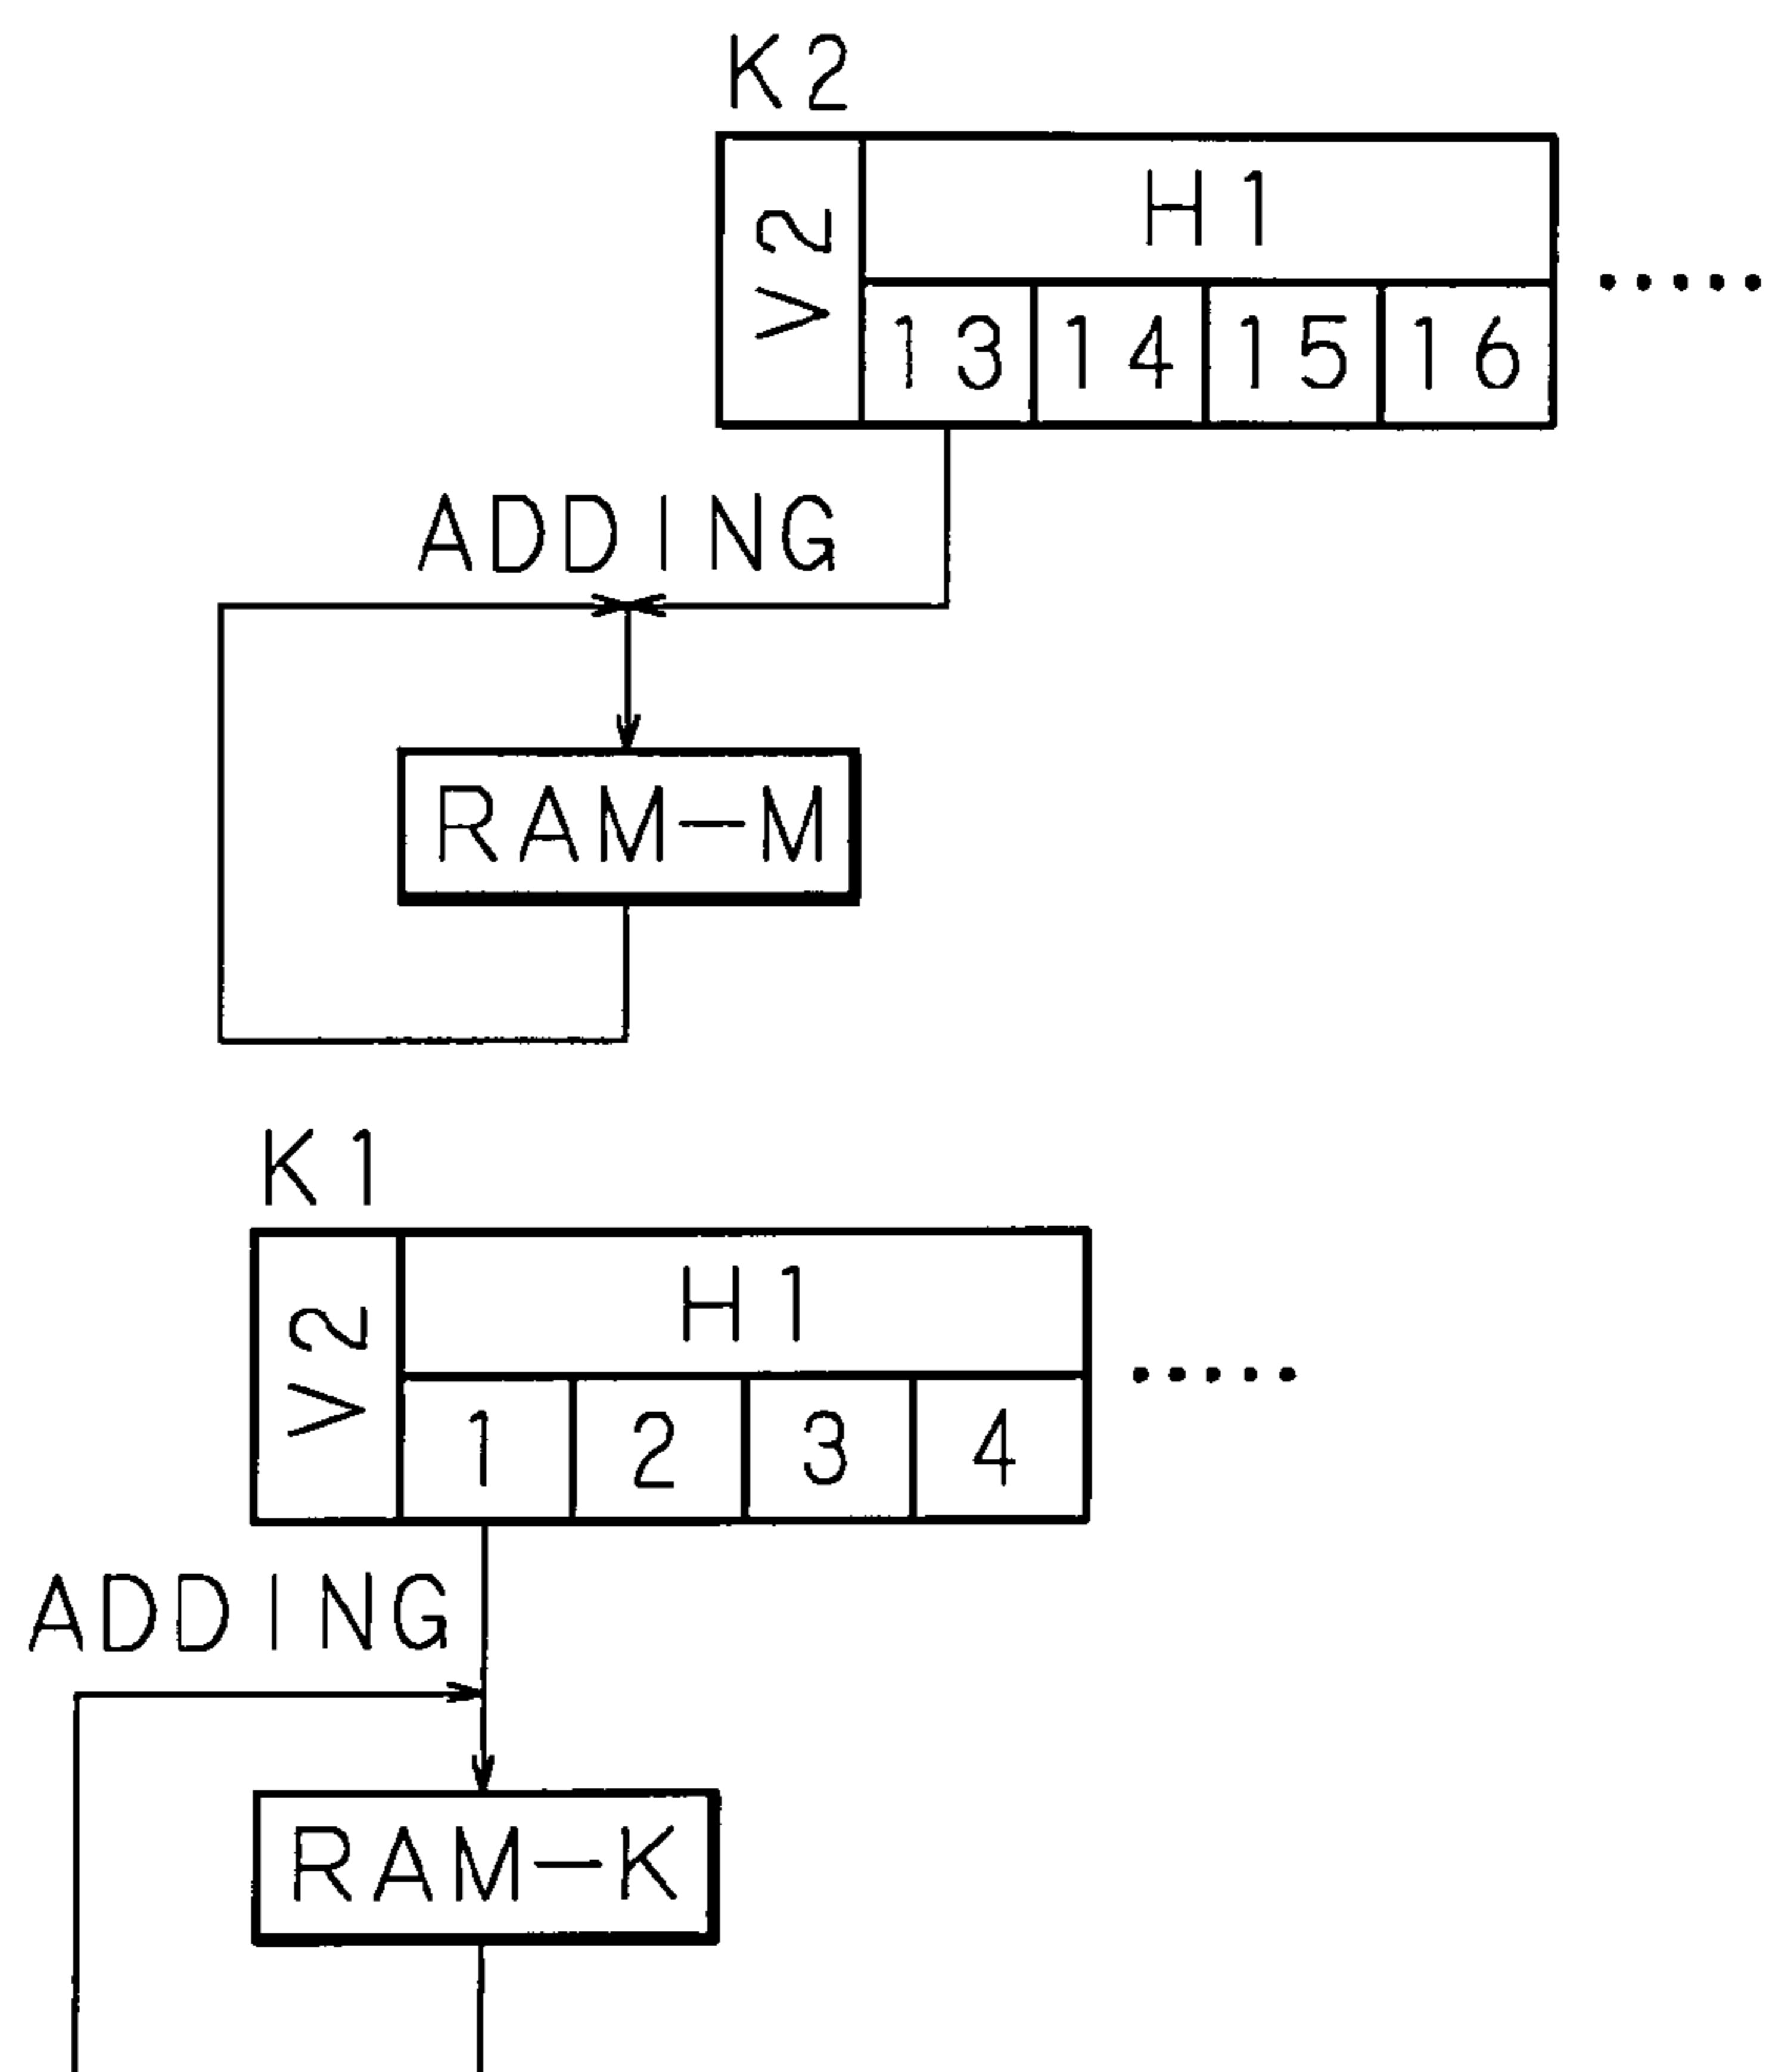 K2
V2
H1
13 14 15 16
.....
ADDING
RAM-M
K1
V2
H1
1 2 3 4
.....
ADDING
RAM-K